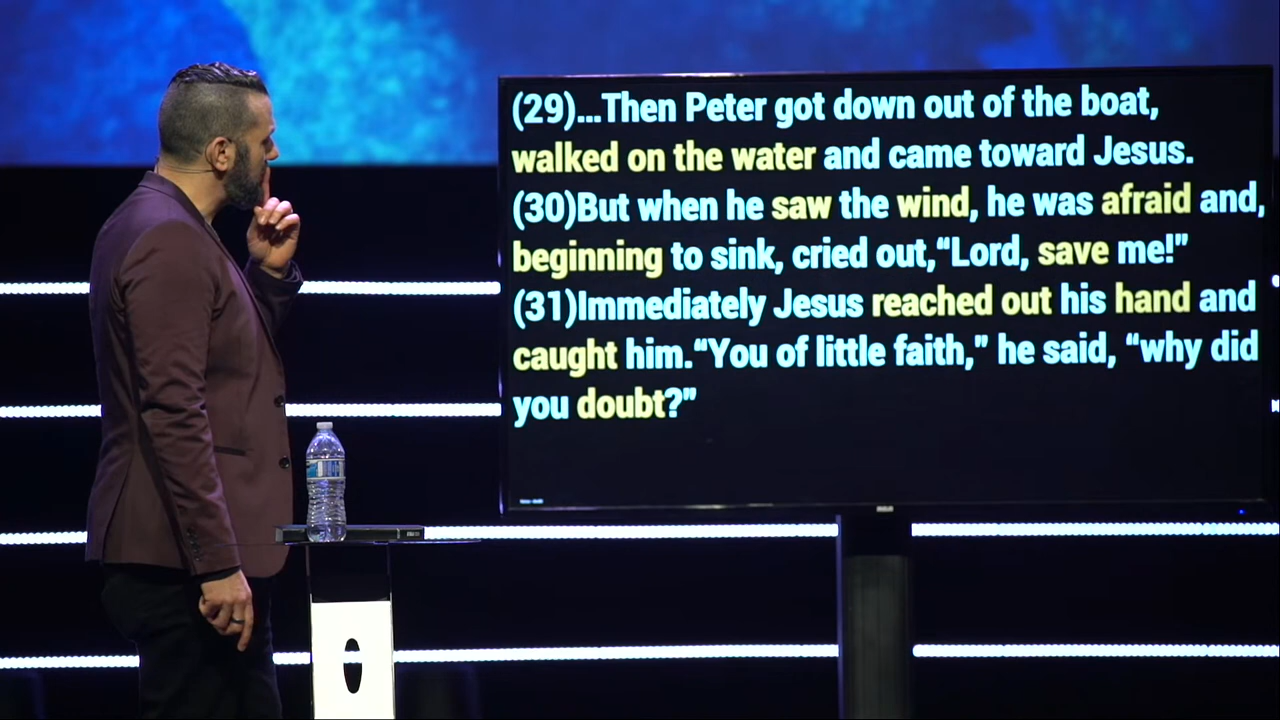 (29)...Then Peter got down out of the boat,
walked on the water and came toward Jesus.
(30)But when he saw the wind, he was afraid and,
beginning to sink, cried out,“Lord, save me!”
(31)Immediately Jesus reached out his hand and
caught him.“You of little faith,” he said, “why did
you doubt?”